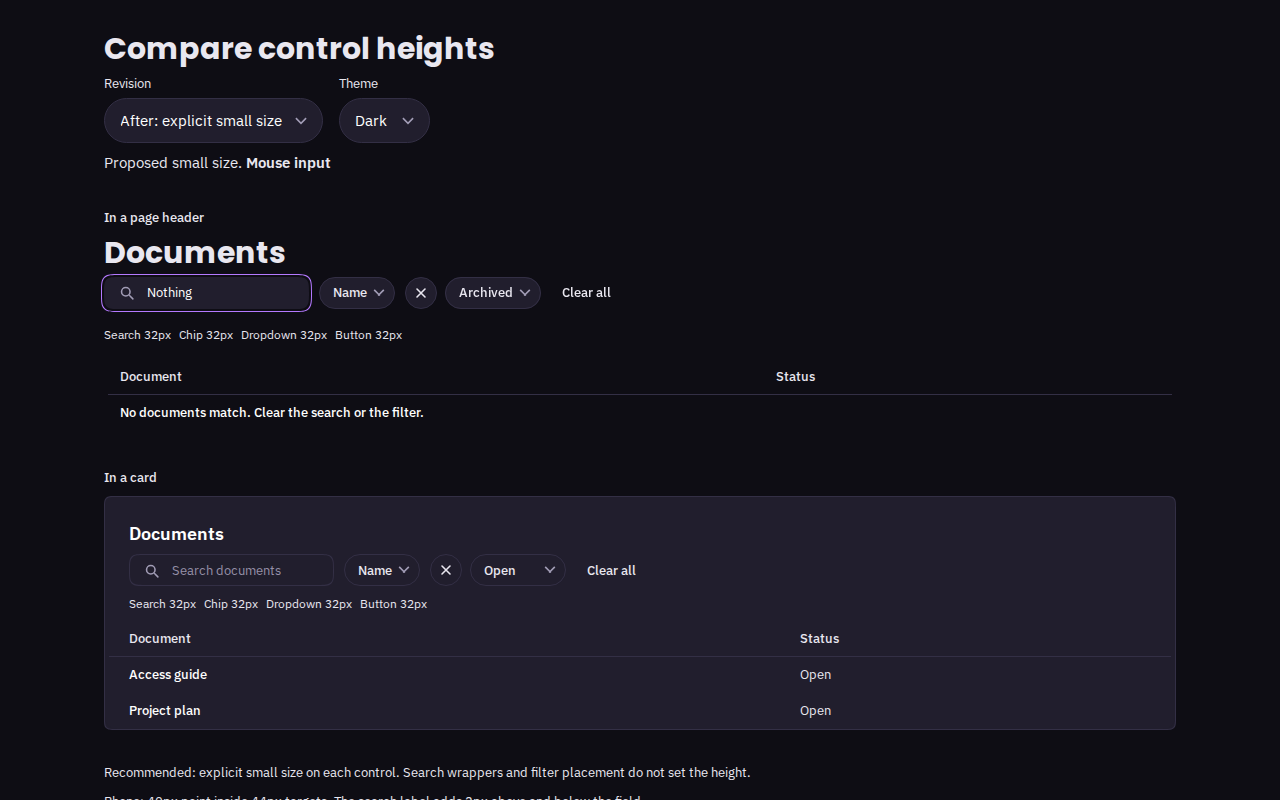 Compare control heights
Revision Theme
After: explicit small size Dark
Proposed small size. Mouse input
In a page header
Documents
Nothing Name Archived Clear all
Search 32px Chip 32px Dropdown 32px Button 32px
Document Status
No documents match. Clear the search or the filter.
In a card
Documents
Search documents Name Open Clear all
Search 32px Chip 32px Dropdown 32px Button 32px
Document Status
Access guide Open
Project plan Open
Recommended: explicit small size on each control. Search wrappers and filter placement do not set the height.